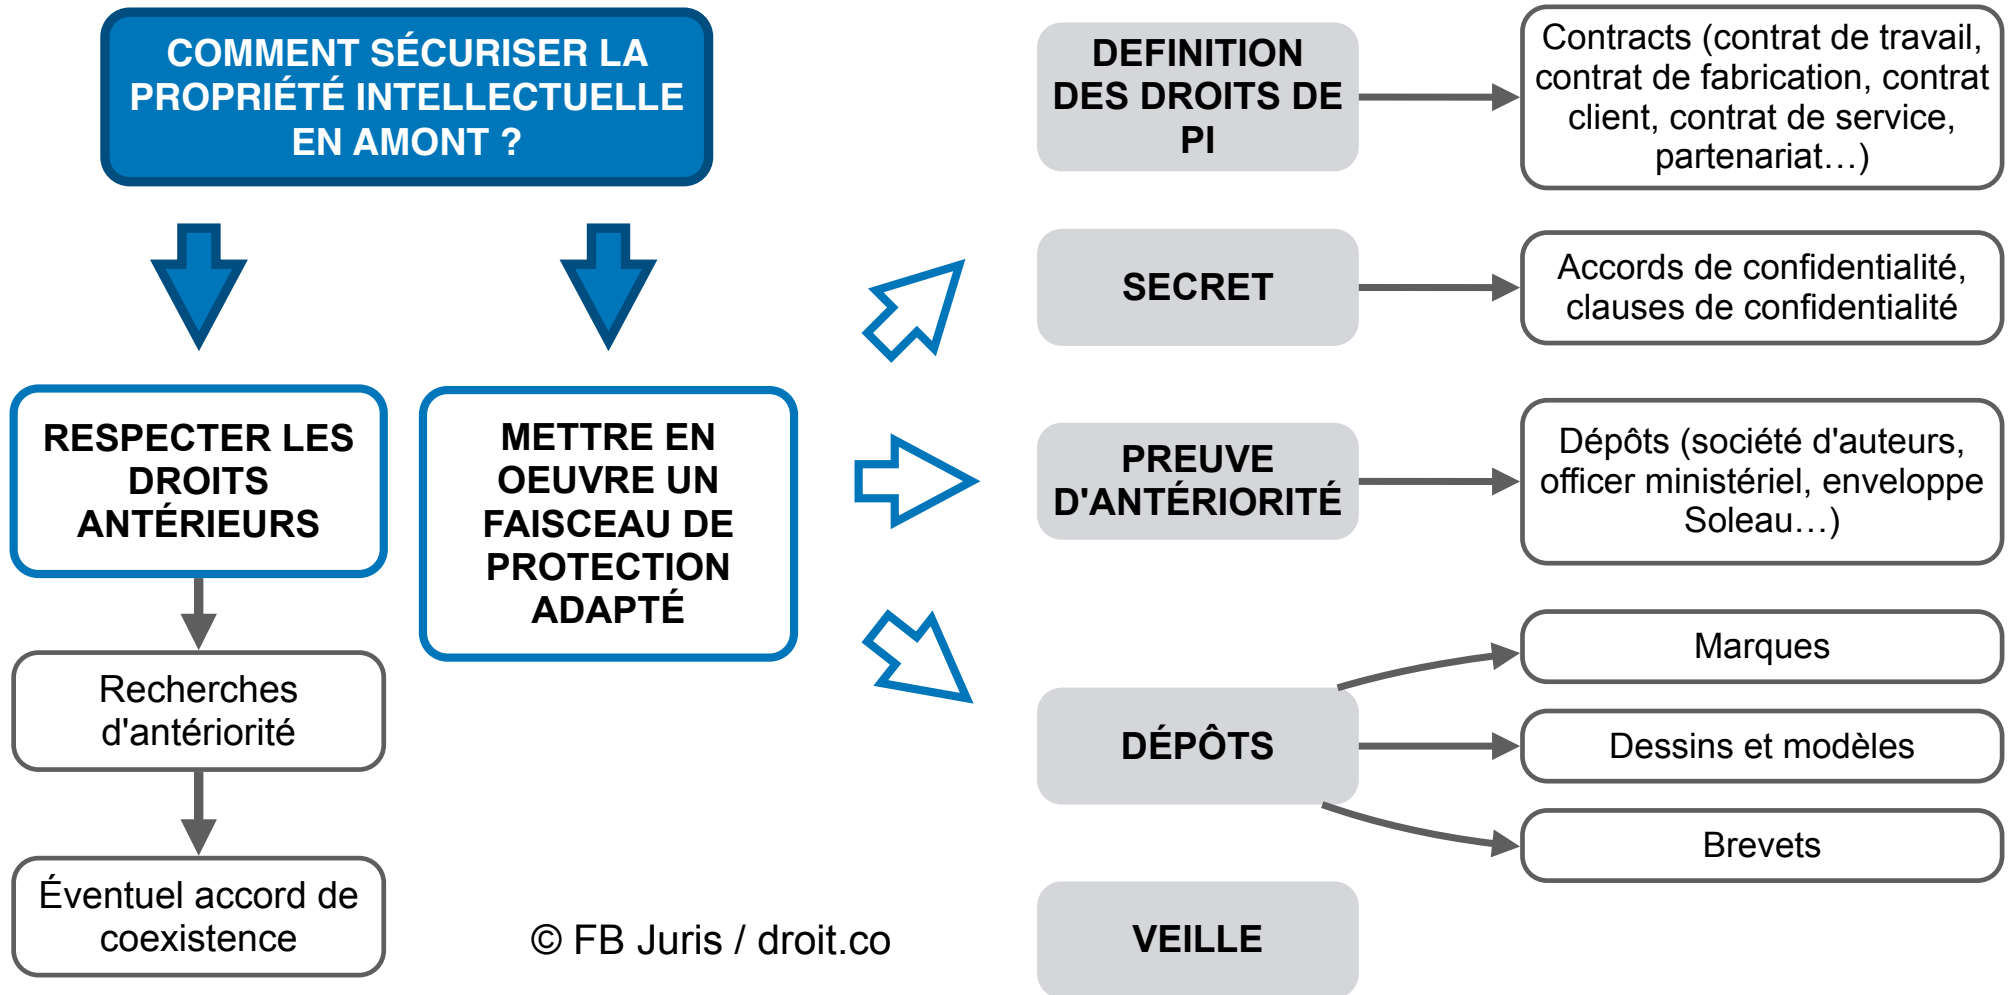 COMMENT SÉCURISER LA
PROPRIÉTÉ INTELLECTUELLE
EN AMONT ?
RESPECTER LES
DROITS
ANTÉRIEURS
Recherches
d'antériorité
Éventuel accord de
coexistence
METTRE EN
OEUVRE UN
FAISCEAU DE
PROTECTION
ADAPTÉ
DEFINITION
DES DROITS DE
PI
Contracts (contrat de travail,
contrat de fabrication, contrat
client, contrat de service,
partenariat…)
SECRET
Accords de confidentialité,
clauses de confidentialité
PREUVE
D'ANTÉRIORITÉ
Dépôts (société d'auteurs,
officer ministériel, enveloppe
Soleau…)
DÉPÔTS
Marques
Dessins et modèles
Brevets
VEILLE
© FB Juris / droit.co